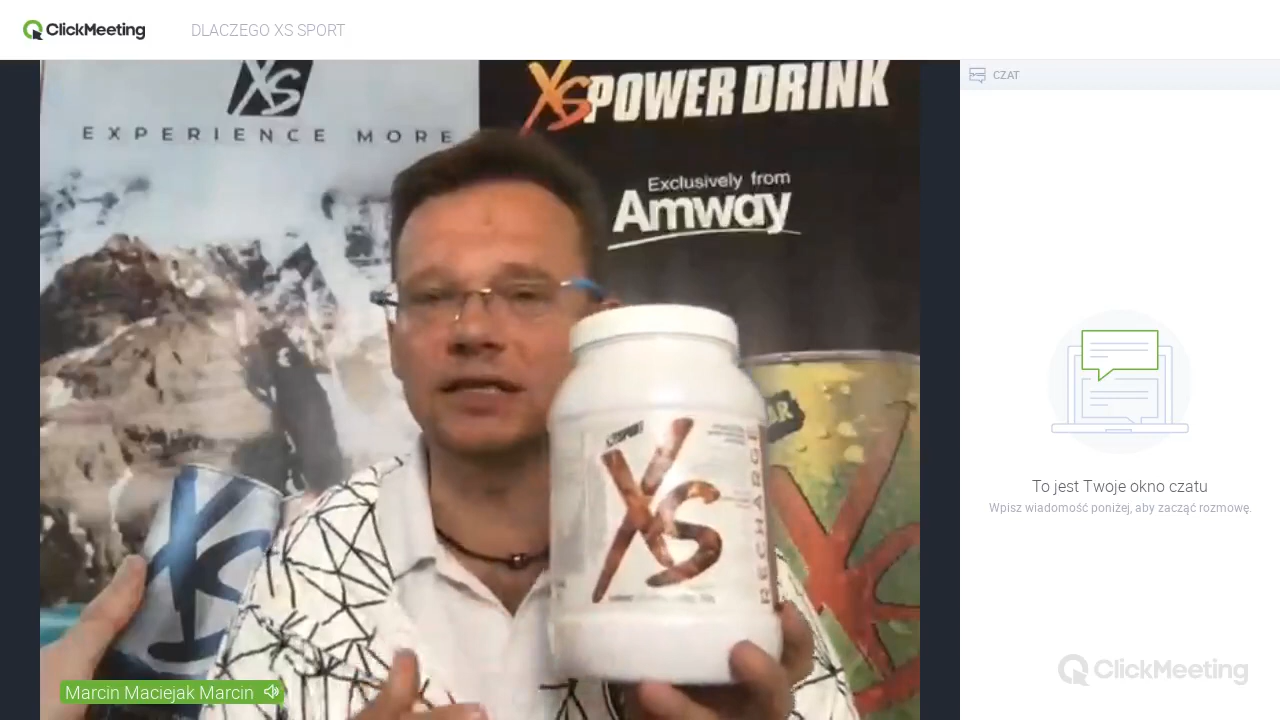 ClickMeeting
DLACZEGO XS SPORT
CZAT
XS
EXPERIENCE MORE
XS POWER DRINK
Exclusively from
Amway
XS
RECHARGE
To jest Twoje okno czatu
Wpisz wiadomość poniżej, aby zacząć rozmowę.
ClickMeeting
Marcin Maciejak Marcin